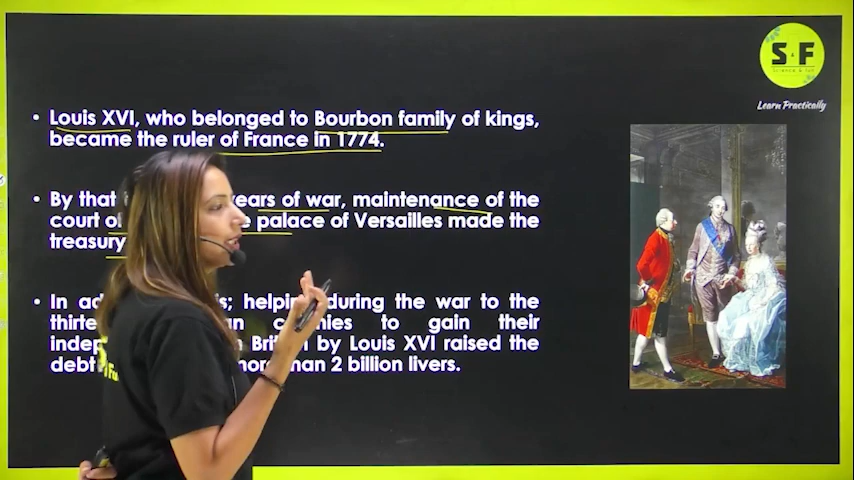 S&F
Learn Practically
• Louis XVI, who belonged to Bourbon family of kings,
became the ruler of France in 1774.
• By that years of war, maintenance of the
court of palace of Versailles made the
treasury
• In ad s; helping during the war to the
thirte an nies to gain their
indep Brit by Louis XVI raised the
debt more than 2 billion livers.